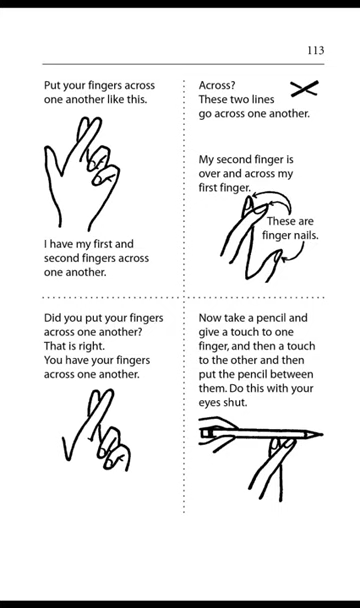 113
Put your fingers across
one another like this.
I have my first and
second fingers across
one another.
Across?
These two lines
go across one another.
My second finger is
over and across my
first finger.
These are
finger nails.
Did you put your fingers
across one another?
That is right.
You have your fingers
across one another.
Now take a pencil and
give a touch to one
finger, and then a touch
to the other and then
put the pencil between
them. Do this with your
eyes shut.